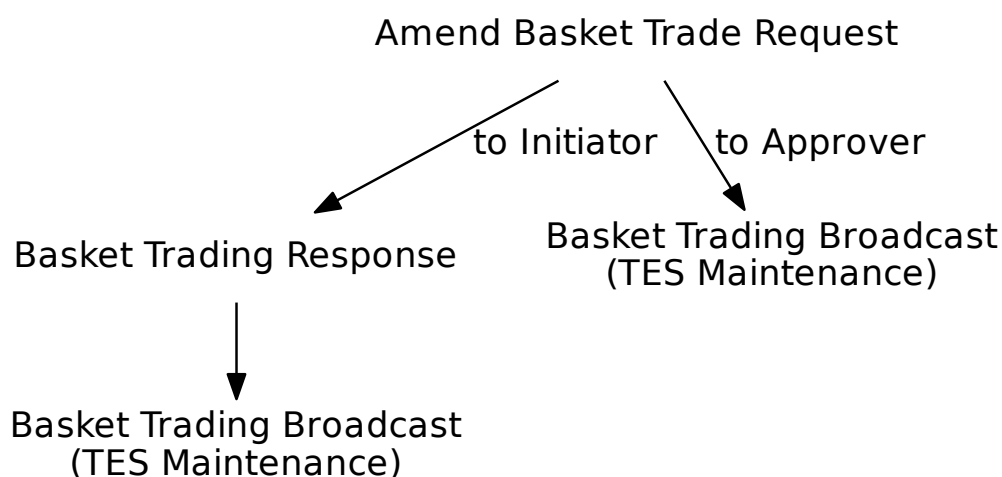 Amend Basket Trade Request
to Initiator
to Approver
Basket Trading Response
Basket Trading Broadcast
(TES Maintenance)
Basket Trading Broadcast
(TES Maintenance)